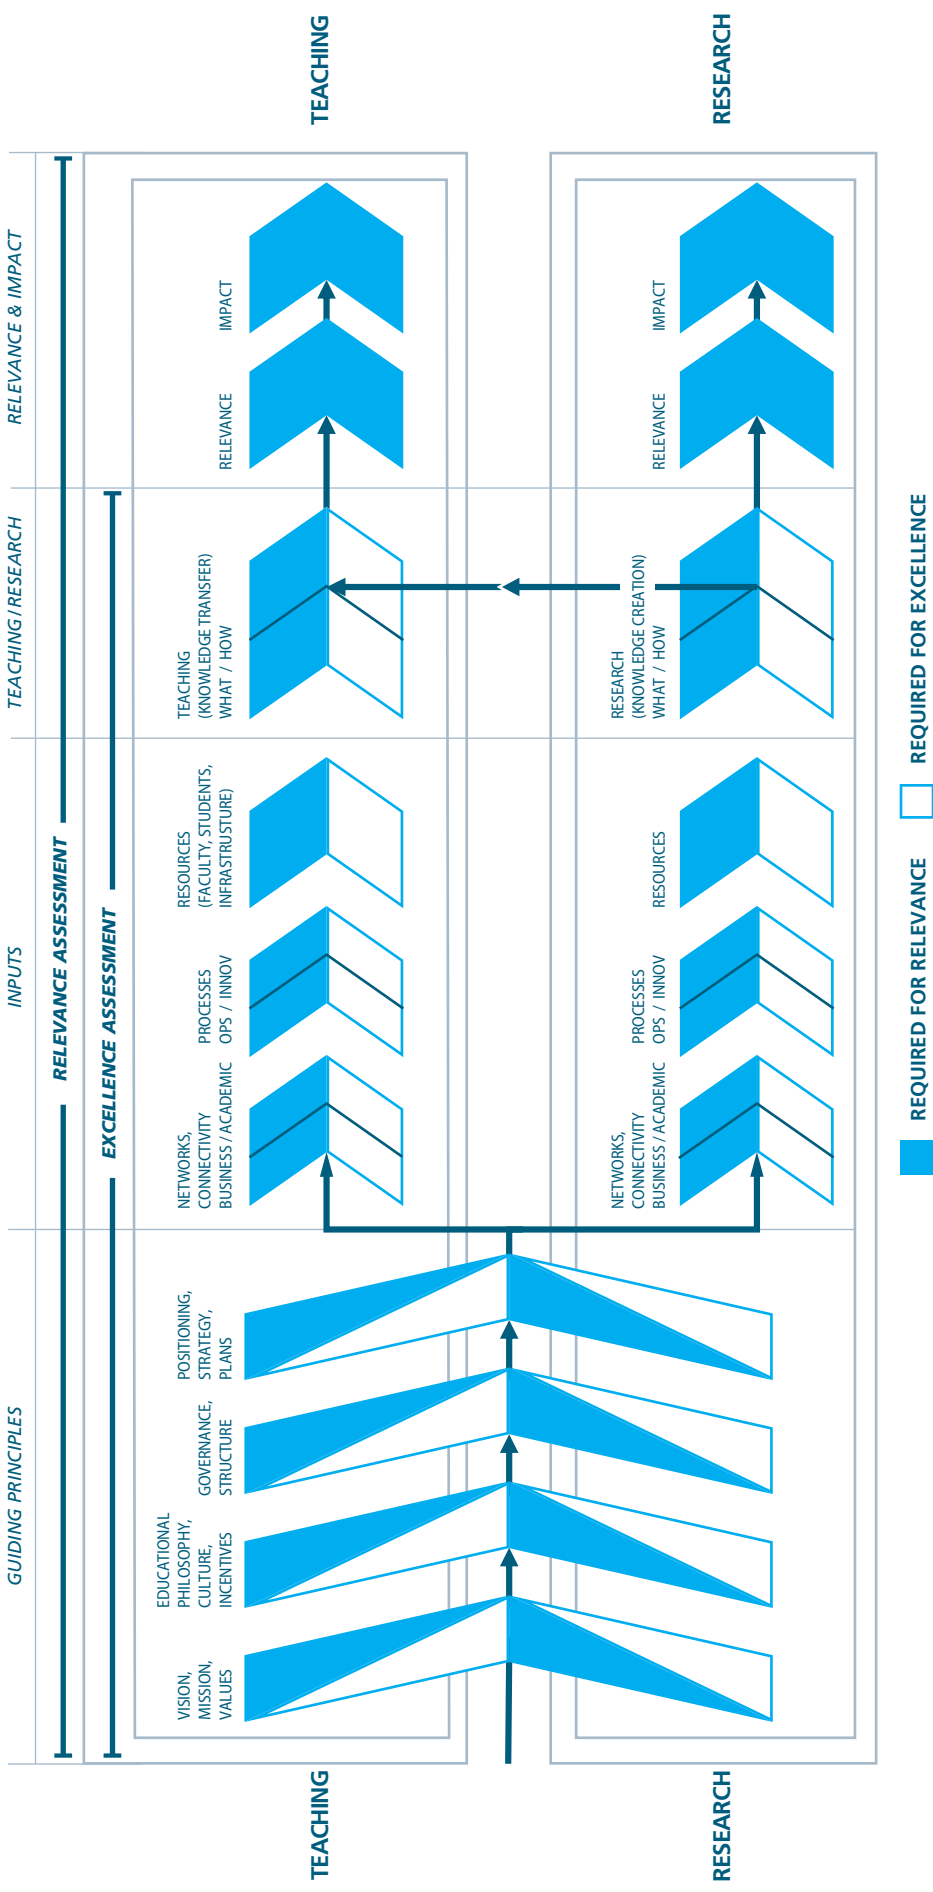 GUIDING PRINCIPLES
INPUTS
TEACHING / RESEARCH
RELEVANCE & IMPACT
RELEVANCE ASSESSMENT
EXCELLENCE ASSESSMENT
TEACHING
VISION,
MISSION,
VALUES
EDUCATIONAL
PHILOSOPHY,
CULTURE,
INCENTIVES
GOVERNANCE,
STRUCTURE
POSITIONING,
STRATEGY,
PLANS
NETWORKS,
CONNECTIVITY
BUSINESS / ACADEMIC
PROCESSES
OPS / INNOV
RESOURCES
(FACULTY, STUDENTS,
INFRASTRUSTURE)
TEACHING
(KNOWLEDGE TRANSFER)
WHAT / HOW
RELEVANCE
IMPACT
TEACHING
RESEARCH
NETWORKS,
CONNECTIVITY
BUSINESS / ACADEMIC
PROCESSES
OPS / INNOV
RESOURCES
RESEARCH
(KNOWLEDGE CREATION)
WHAT / HOW
RELEVANCE
IMPACT
RESEARCH
REQUIRED FOR RELEVANCE
REQUIRED FOR EXCELLENCE